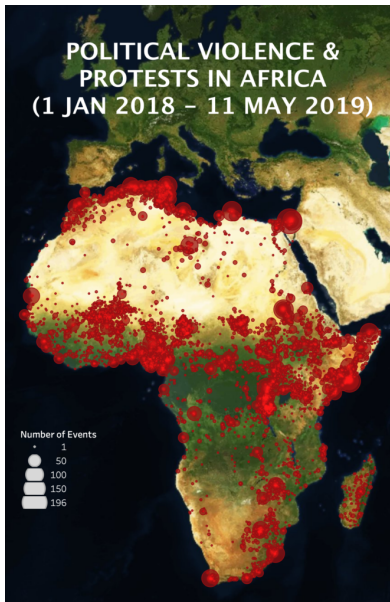 POLITICAL VIOLENCE &
PROTESTS IN AFRICA
(1 JAN 2018 – 11 MAY 2019)
Number of Events
1
50
100
150
196